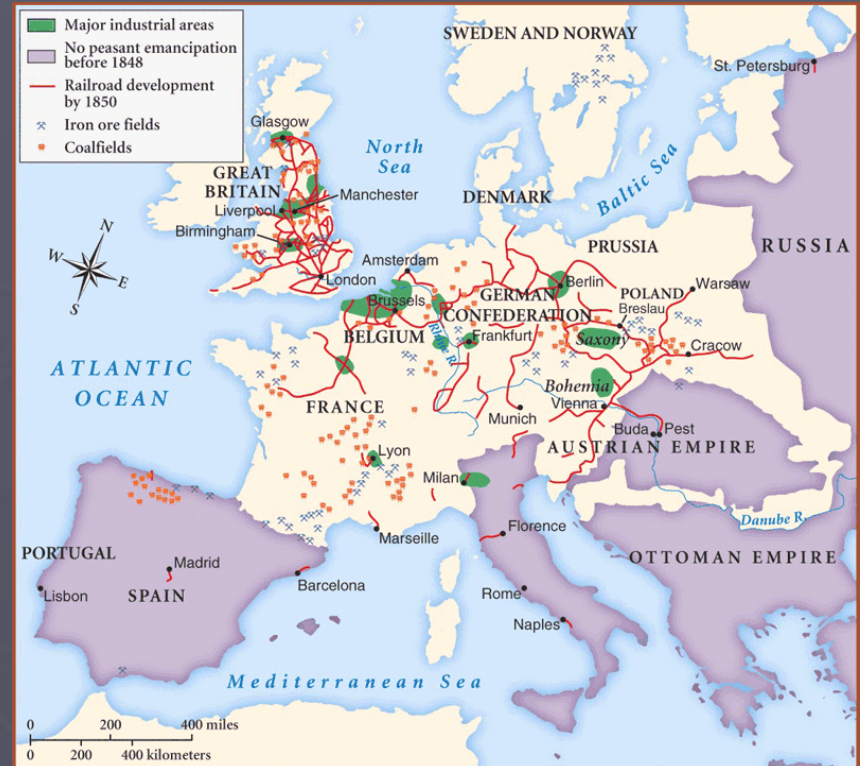 Major industrial areas
No peasant emancipation
before 1848
Railroad development
by 1850
Iron ore fields
Coalfields
SWEDEN AND NORWAY
St. Petersburg
Glasgow
North
Sea
Baltic Sea
GREAT
BRITAIN
Manchester
Liverpool
Birmingham
London
DENMARK
PRUSSIA
RUSSIA
N
W
E
S
Amsterdam
Berlin
Warsaw
Brussels
GERMAN
CONFEDERATION
POLAND
Breslau
BELGIUM
Rhine R.
Frankfurt
Saxony
Cracow
ATLANTIC
OCEAN
FRANCE
Bohemia
Vienna
Munich
Buda
Pest
AUSTRIAN EMPIRE
Lyon
Milan
Danube R.
Marseille
Florence
OTTOMAN EMPIRE
PORTUGAL
Madrid
Lisbon
SPAIN
Barcelona
Rome
Naples
Mediterranean Sea
0 200 400 miles
0 200 400 kilometers